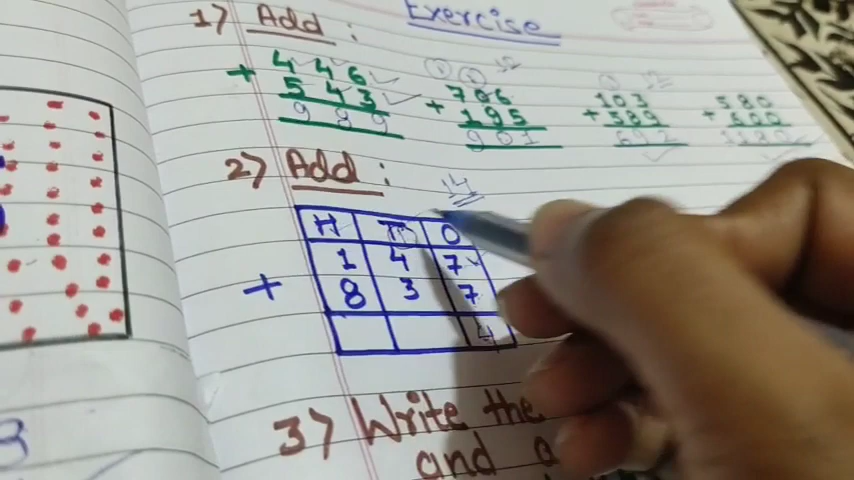 Exercise
1) Add :
446 706 103 580
+ 543 + 195 + 589 + 600
989 901 692 1180
2) Add :
14
H T O
1 4 7
+ 8 3 7
4
3) Write the
and